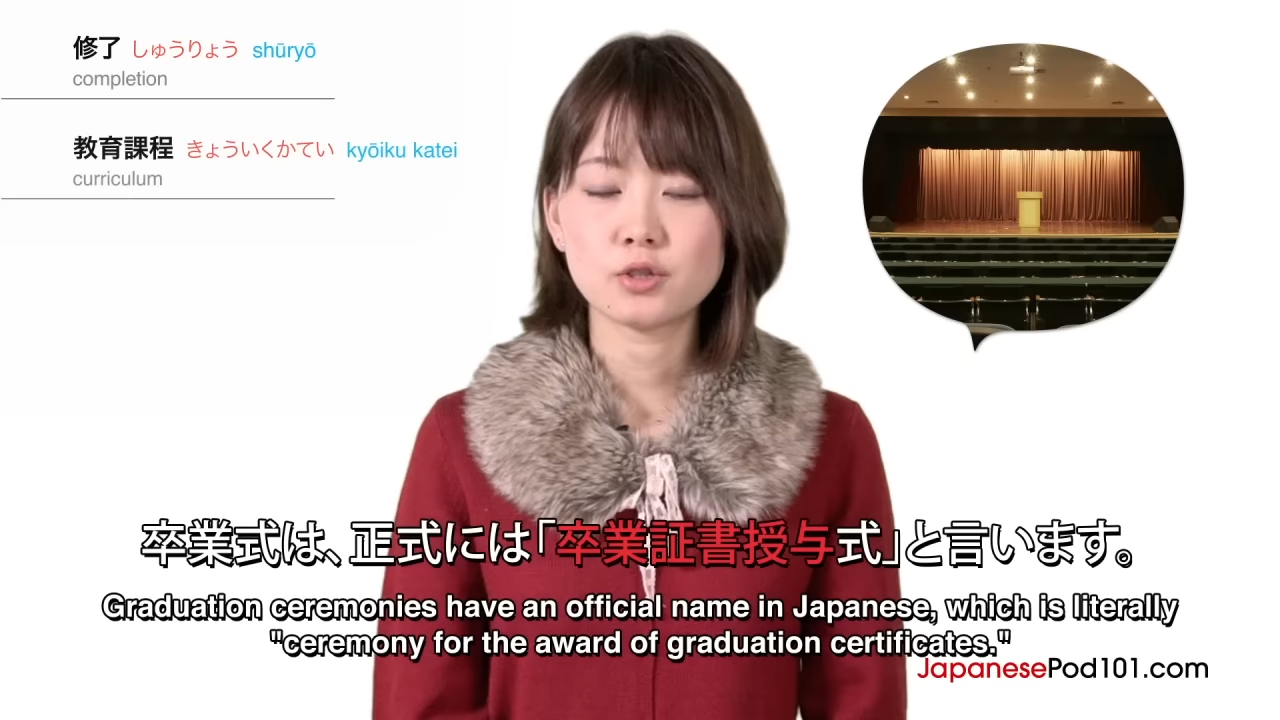 修了 しゅうりょう shūryō
completion
教育課程 きょういくかてい kyōiku katei
curriculum
卒業式は、正式には「卒業証書授与式」と言います。
Graduation ceremonies have an official name in Japanese, which is literally
"ceremony for the award of graduation certificates."
JapanesePod101.com